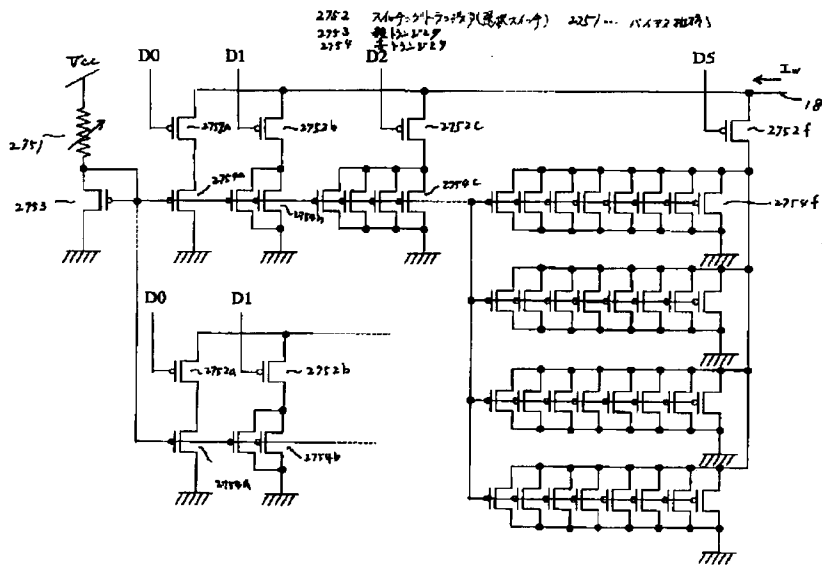 2752 スイッチングトランジスタ(選択スイッチ) 2751… バイアス抵抗
2753 親トランジスタ
2754 子トランジスタ
Vcc D0 D1 D2 D5 Iw
18
2751 2752a 2752b 2752c 2752f
2753 2754a 2754b 2754c 2754f
D0 D1
2752a 2752b
2754a 2754b